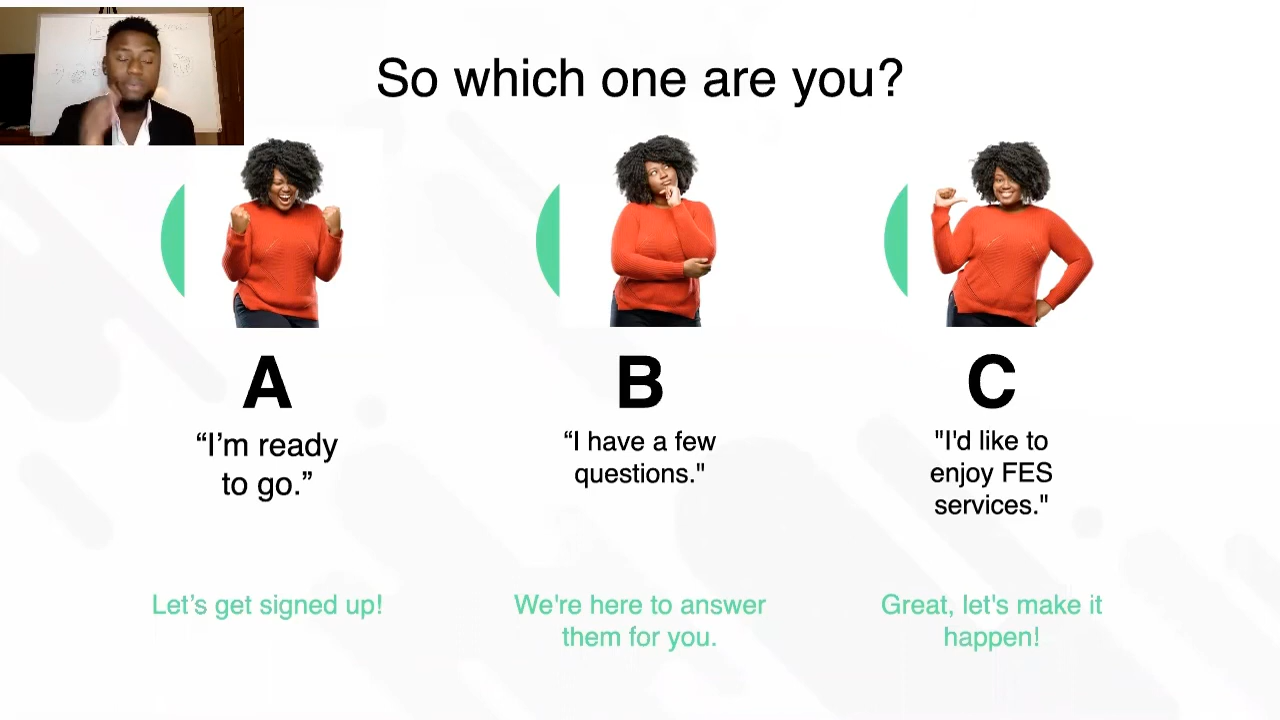 So which one are you?
A
“I’m ready
to go.”
Let’s get signed up!
B
“I have a few
questions."
We're here to answer
them for you.
C
"I'd like to
enjoy FES
services."
Great, let's make it
happen!